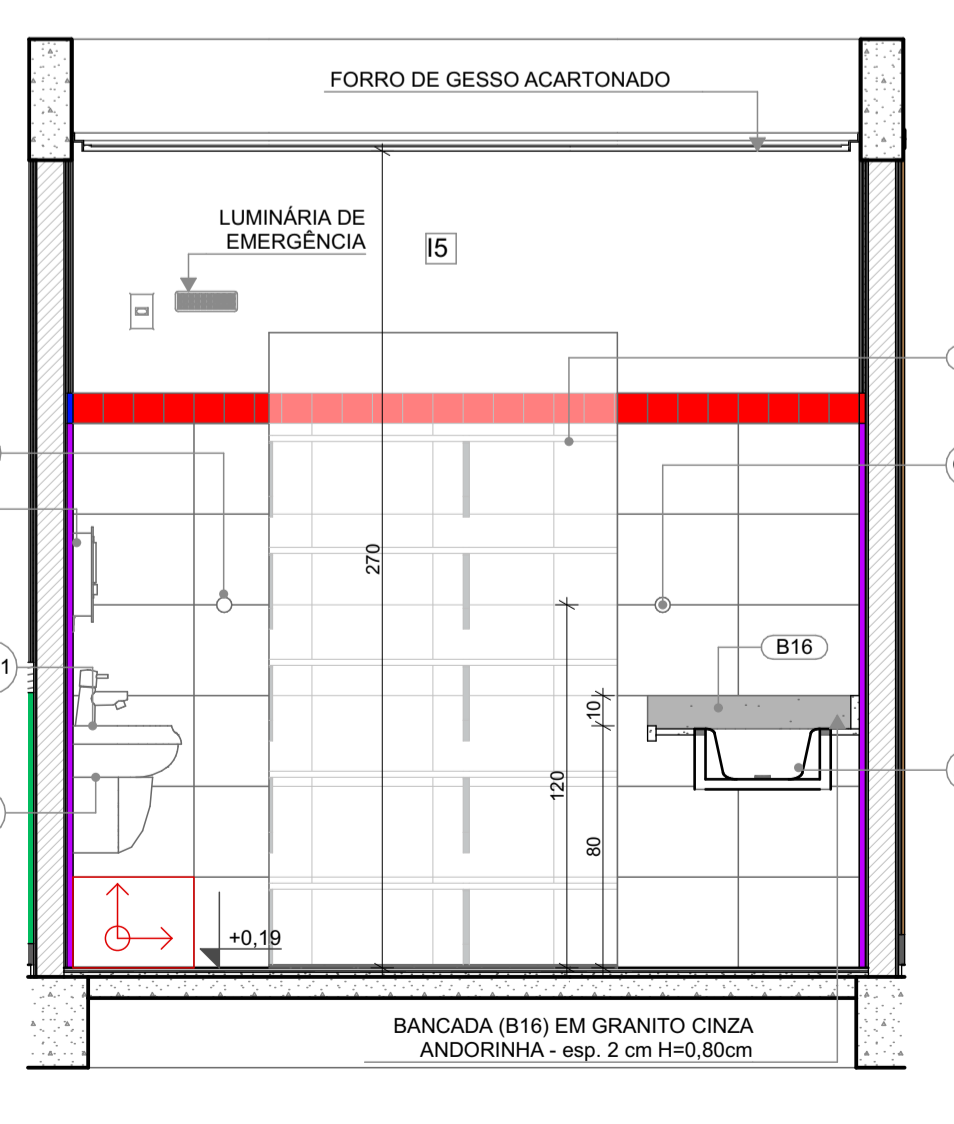 FORRO DE GESSO ACARTONADO
LUMINÁRIA DE
EMERGÊNCIA
I5
270
1
B16
10
120
80
+0,19
BANCADA (B16) EM GRANITO CINZA
ANDORINHA - esp. 2 cm H=0,80cm